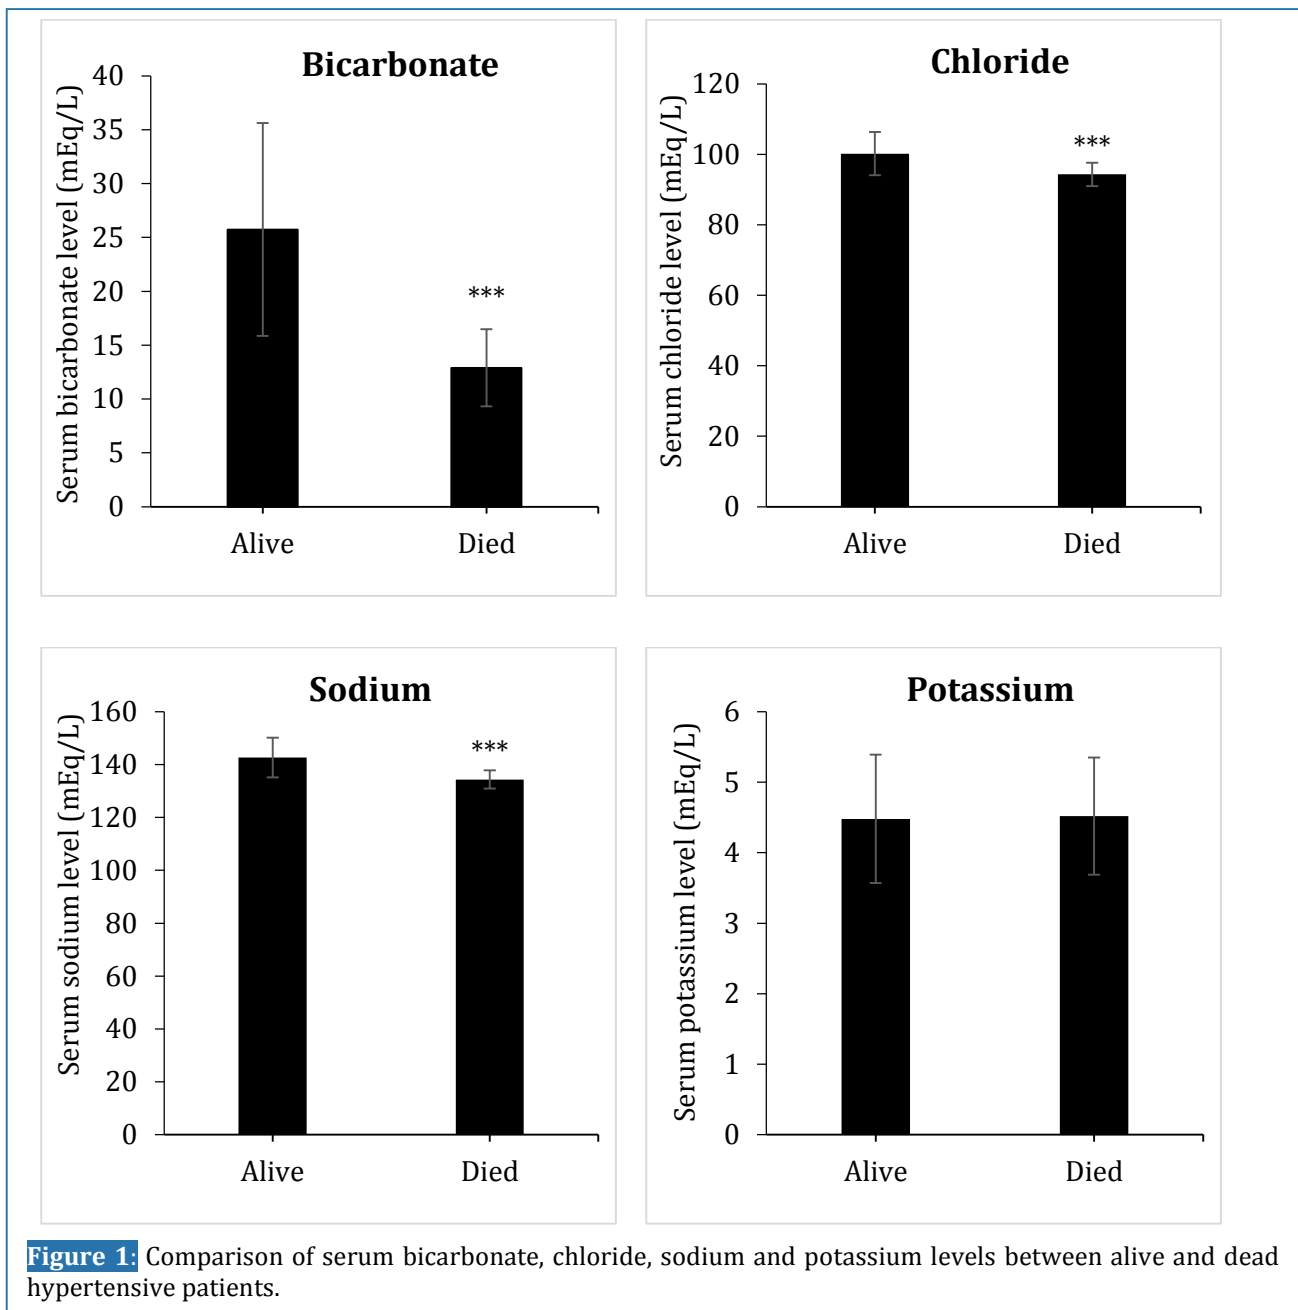 Bicarbonate
Serum bicarbonate level (mEq/L)
40
35
30
25
20
15
10
5
0
***
Alive Died
Chloride
Serum chloride level (mEq/L)
120
100
80
60
40
20
0
***
Alive Died
Sodium
Serum sodium level (mEq/L)
160
140
120
100
80
60
40
20
0
***
Alive Died
Potassium
Serum potassium level (mEq/L)
6
5
4
3
2
1
0
Alive Died
Figure 1: Comparison of serum bicarbonate, chloride, sodium and potassium levels between alive and dead
hypertensive patients.